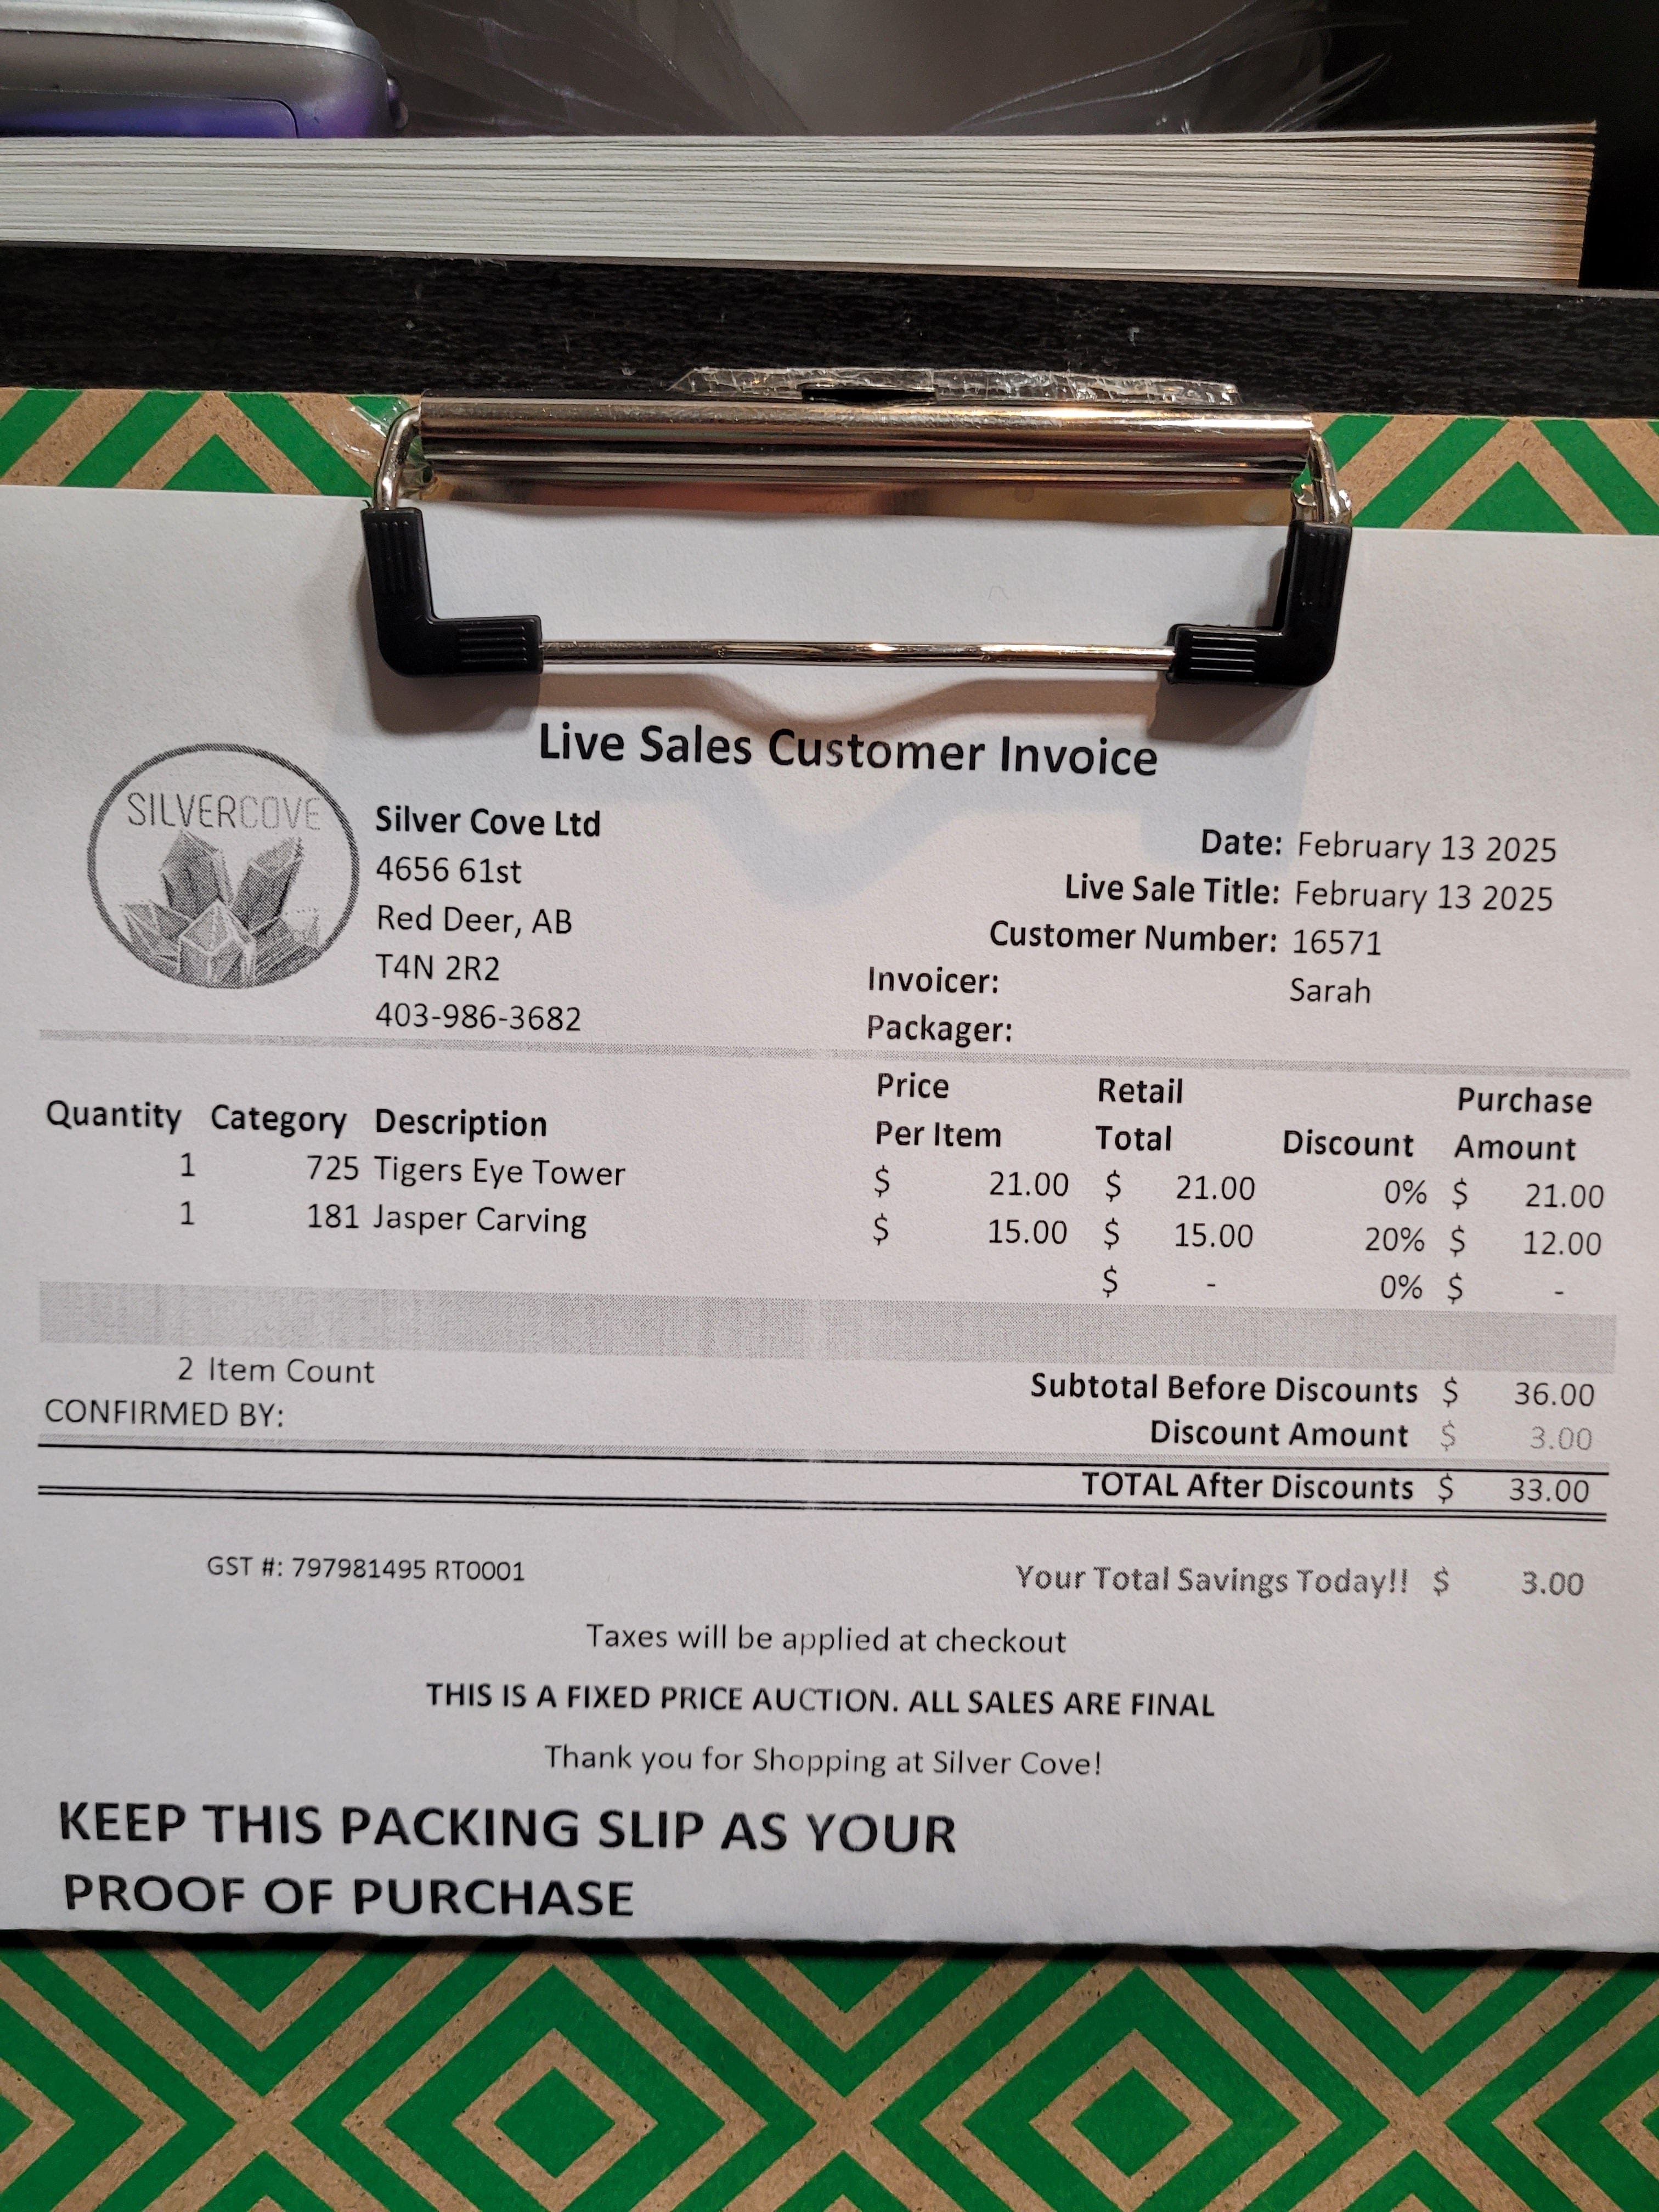 Live Sales Customer Invoice
SILVERCOVE
Silver Cove Ltd
4656 61st
Red Deer, AB
T4N 2R2
403-986-3682
Date: February 13 2025
Live Sale Title: February 13 2025
Customer Number: 16571
Invoicer: Sarah
Packager:
Quantity Category Description Price Per Item Retail Total Discount Purchase Amount
1 725 Tigers Eye Tower $ 21.00 $ 21.00 0% $ 21.00
1 181 Jasper Carving $ 15.00 $ 15.00 20% $ 12.00
$ - 0% $ -
2 Item Count
CONFIRMED BY:
Subtotal Before Discounts $ 36.00
Discount Amount $ 3.00
TOTAL After Discounts $ 33.00
GST #: 797981495 RT0001
Your Total Savings Today!! $ 3.00
Taxes will be applied at checkout
THIS IS A FIXED PRICE AUCTION. ALL SALES ARE FINAL
Thank you for Shopping at Silver Cove!
KEEP THIS PACKING SLIP AS YOUR
PROOF OF PURCHASE